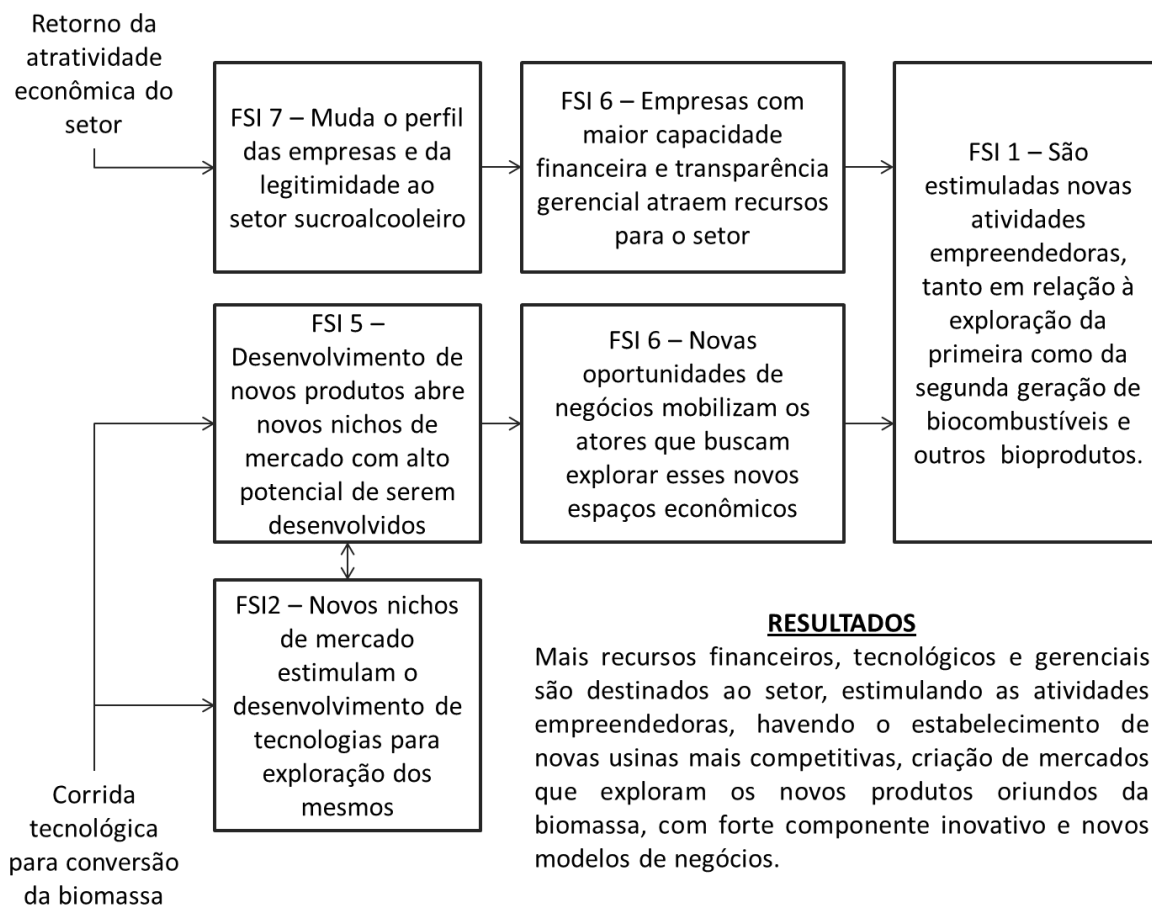 Retorno da
atratividade
econômica do
setor
FSI 7 – Muda o perfil
das empresas e da
legitimidade ao
setor sucroalcooleiro
FSI 6 – Empresas com
maior capacidade
financeira e transparência
gerencial atraem recursos
para o setor
FSI 1 – São
estimuladas novas
atividades
empreendedoras,
tanto em relação à
exploração da
primeira como da
segunda geração de
biocombustíveis e
outros bioprodutos.
FSI 5 –
Desenvolvimento de
novos produtos abre
novos nichos de
mercado com alto
potencial de serem
desenvolvidos
FSI 6 – Novas
oportunidades de
negócios mobilizam os
atores que buscam
explorar esses novos
espaços econômicos
FSI2 – Novos nichos
de mercado
estimulam o
desenvolvimento de
tecnologias para
exploração dos
mesmos
Corrida
tecnológica
para conversão
da biomassa
RESULTADOS
Mais recursos financeiros, tecnológicos e gerenciais
são destinados ao setor, estimulando as atividades
empreendedoras, havendo o estabelecimento de
novas usinas mais competitivas, criação de mercados
que exploram os novos produtos oriundos da
biomassa, com forte componente inovativo e novos
modelos de negócios.